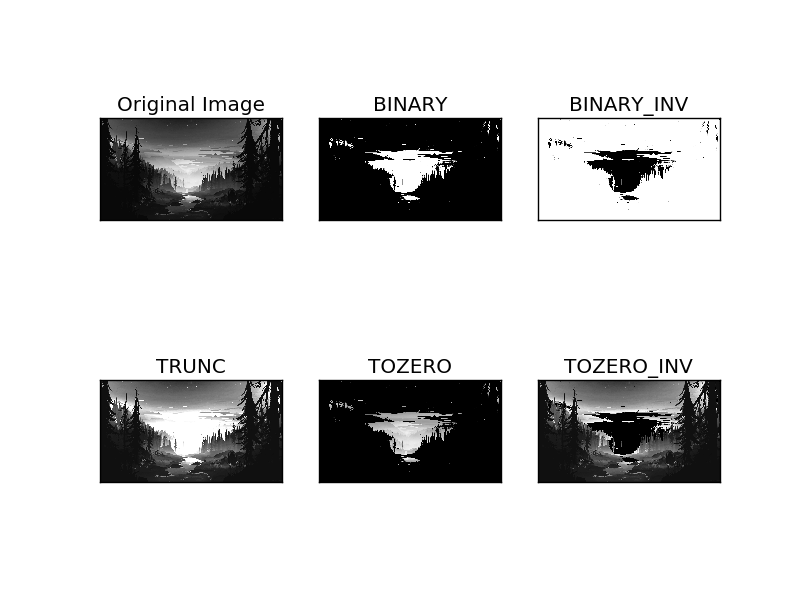 Original Image
BINARY
BINARY_INV
TRUNC
TOZERO
TOZERO_INV